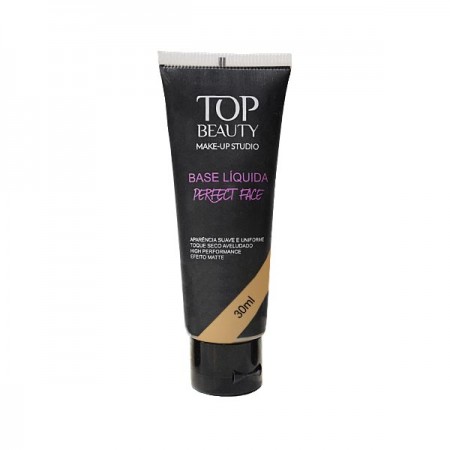 TOP
BEAUTY
MAKE-UP STUDIO
BASE LÍQUIDA
PERFECT FACE
APARÊNCIA SUAVE E UNIFORME
TOQUE SECO AVELUDADO
HIGH PERFORMANCE
EFEITO MATTE
30ml